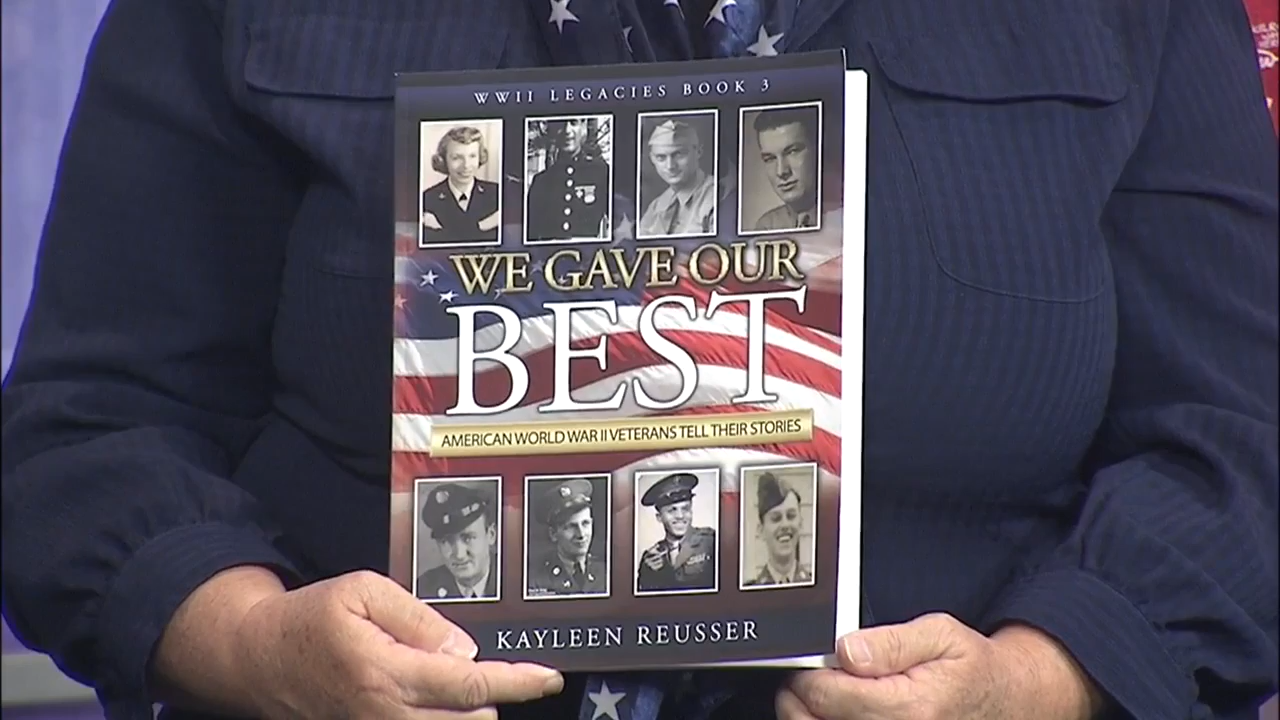 WWII LEGACIES BOOK 3
WE GAVE OUR
BEST
AMERICAN WORLD WAR II VETERANS TELL THEIR STORIES
KAYLEEN REUSSER